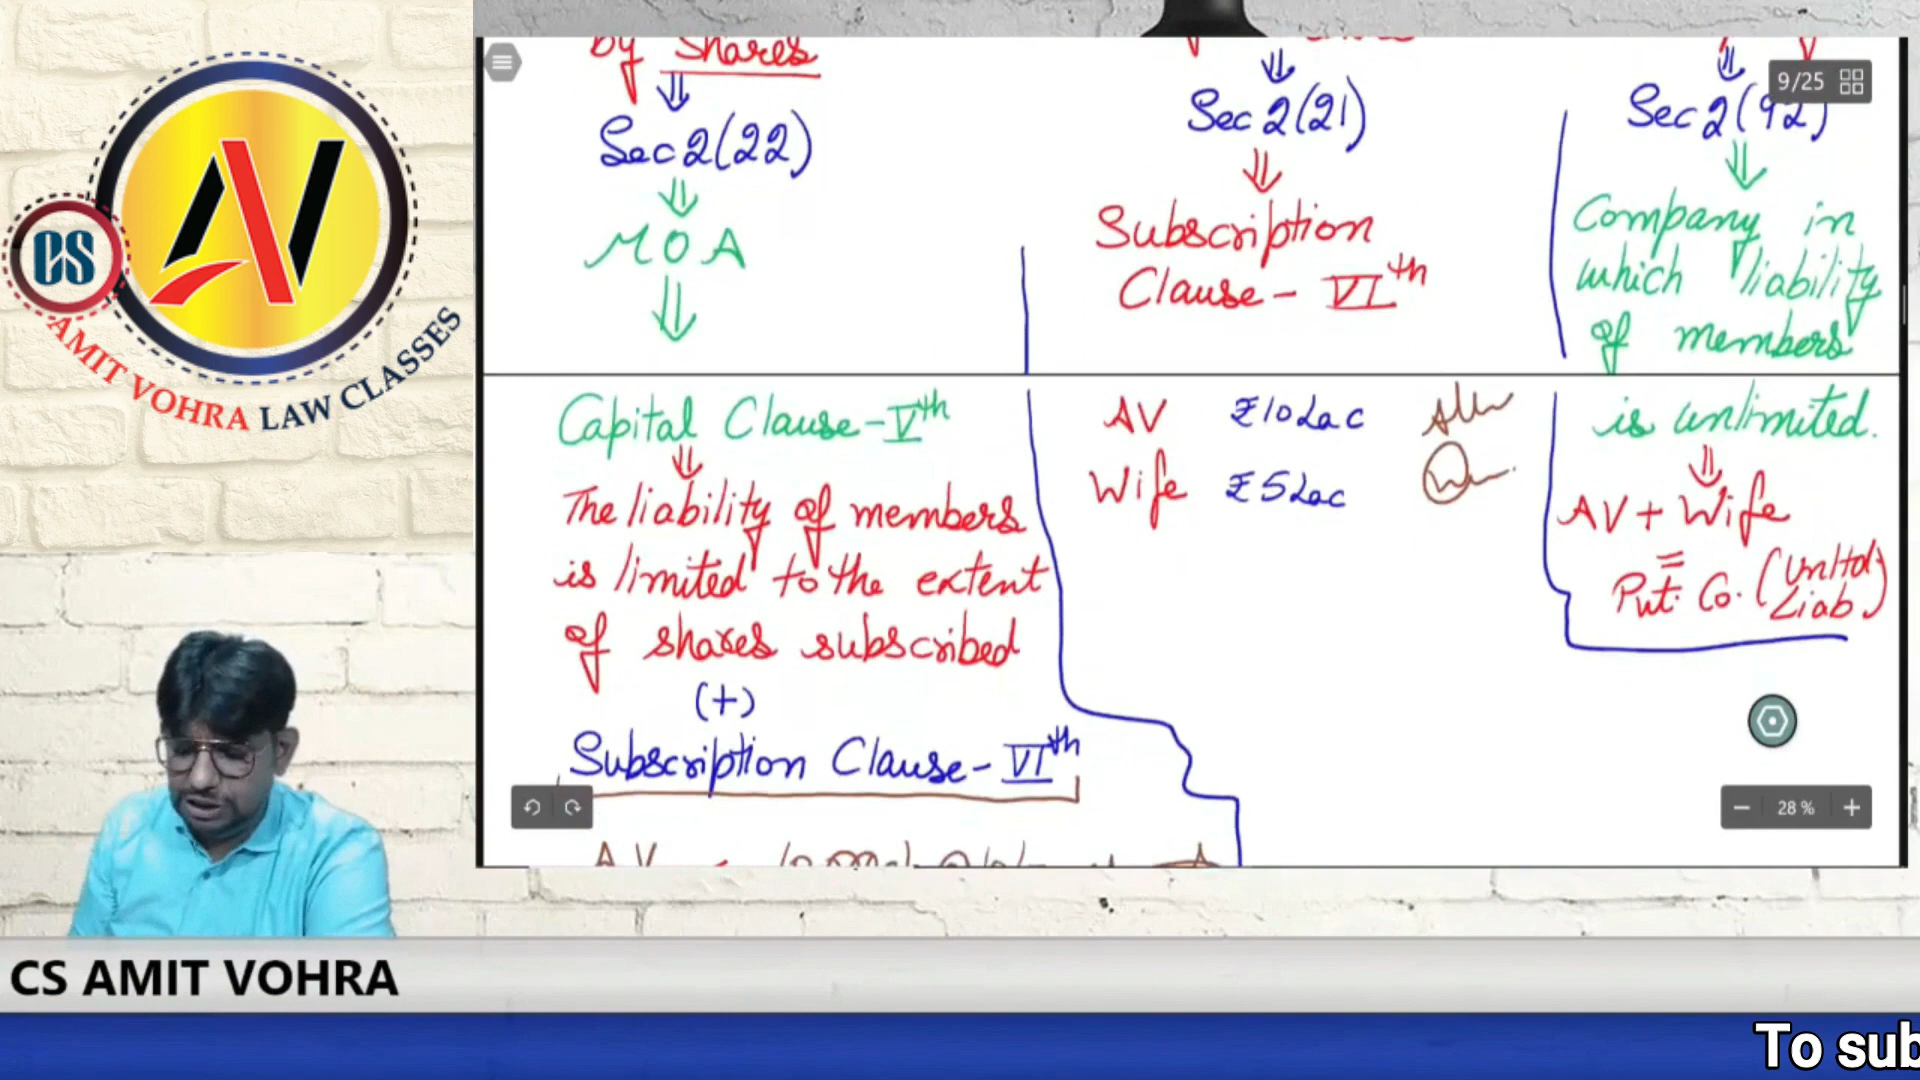 CS
AV
AMIT VOHRA LAW CLASSES
by Shares
Sec 2(22)
MOA
Capital Clause - Vth
The liability of members
is limited to the extent
of shares subscribed
(+)
Subscription Clause - VIth
AV
Sec 2(21)
Subscription
Clause - VIth
AV ₹10 Lac
Wife ₹5 Lac
9/25
Sec 2(92)
Company in
which liability
of members
is unlimited.
AV + Wife
=
Pvt. Co. (Unltd.
Liab)
28 %
CS AMIT VOHRA
To sub